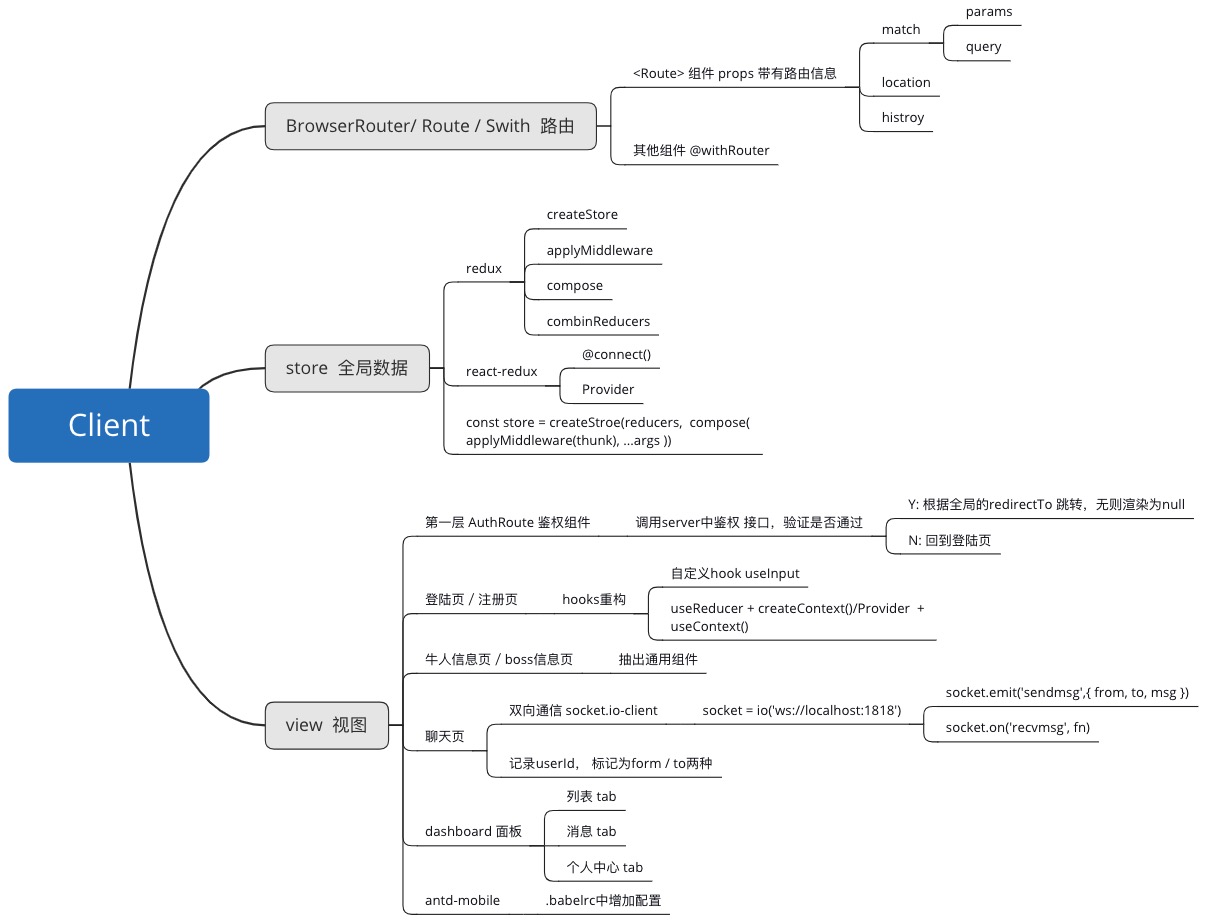 Client
BrowserRouter/ Route / Swith  路由
<Route> 组件 props 带有路由信息
match
params
query
location
histroy
其他组件 @withRouter
store  全局数据
redux
createStore
applyMiddleware
compose
combinReducers
react-redux
@connect()
Provider
const store = createStroe(reducers,  compose(
applyMiddleware(thunk), ...args ))
view  视图
第一层 AuthRoute 鉴权组件
调用server中鉴权 接口，验证是否通过
Y: 根据全局的redirectTo 跳转，无则渲染为null
N: 回到登陆页
登陆页 / 注册页
hooks重构
自定义hook useInput
useReducer + createContext()/Provider  +
useContext()
牛人信息页 / boss信息页
抽出通用组件
聊天页
双向通信 socket.io-client
socket = io('ws://localhost:1818')
socket.emit('sendmsg',{ from, to, msg })
socket.on('recvmsg', fn)
记录userId， 标记为form / to两种
dashboard 面板
列表 tab
消息 tab
个人中心 tab
antd-mobile
.babelrc中增加配置